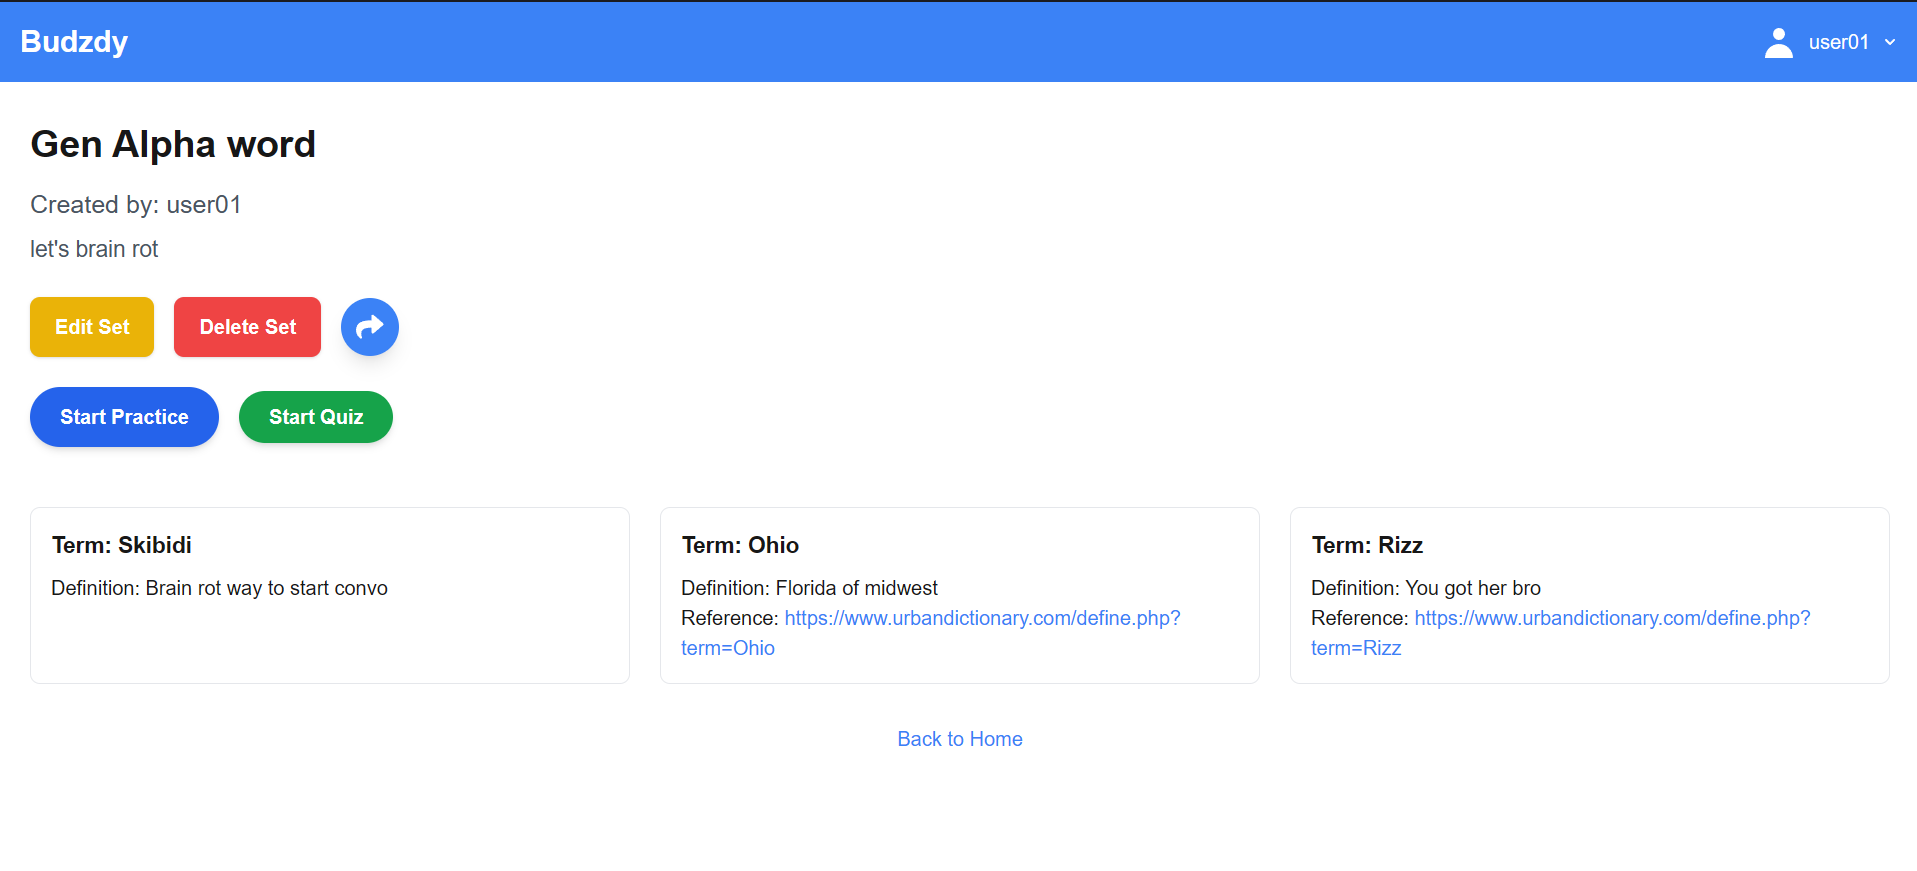 Budzdy
user01
Gen Alpha word
Created by: user01
let's brain rot
Edit Set
Delete Set
Start Practice
Start Quiz
Term: Skibidi
Definition: Brain rot way to start convo
Term: Ohio
Definition: Florida of midwest
Reference: https://www.urbandictionary.com/define.php?
term=Ohio
Term: Rizz
Definition: You got her bro
Reference: https://www.urbandictionary.com/define.php?
term=Rizz
Back to Home